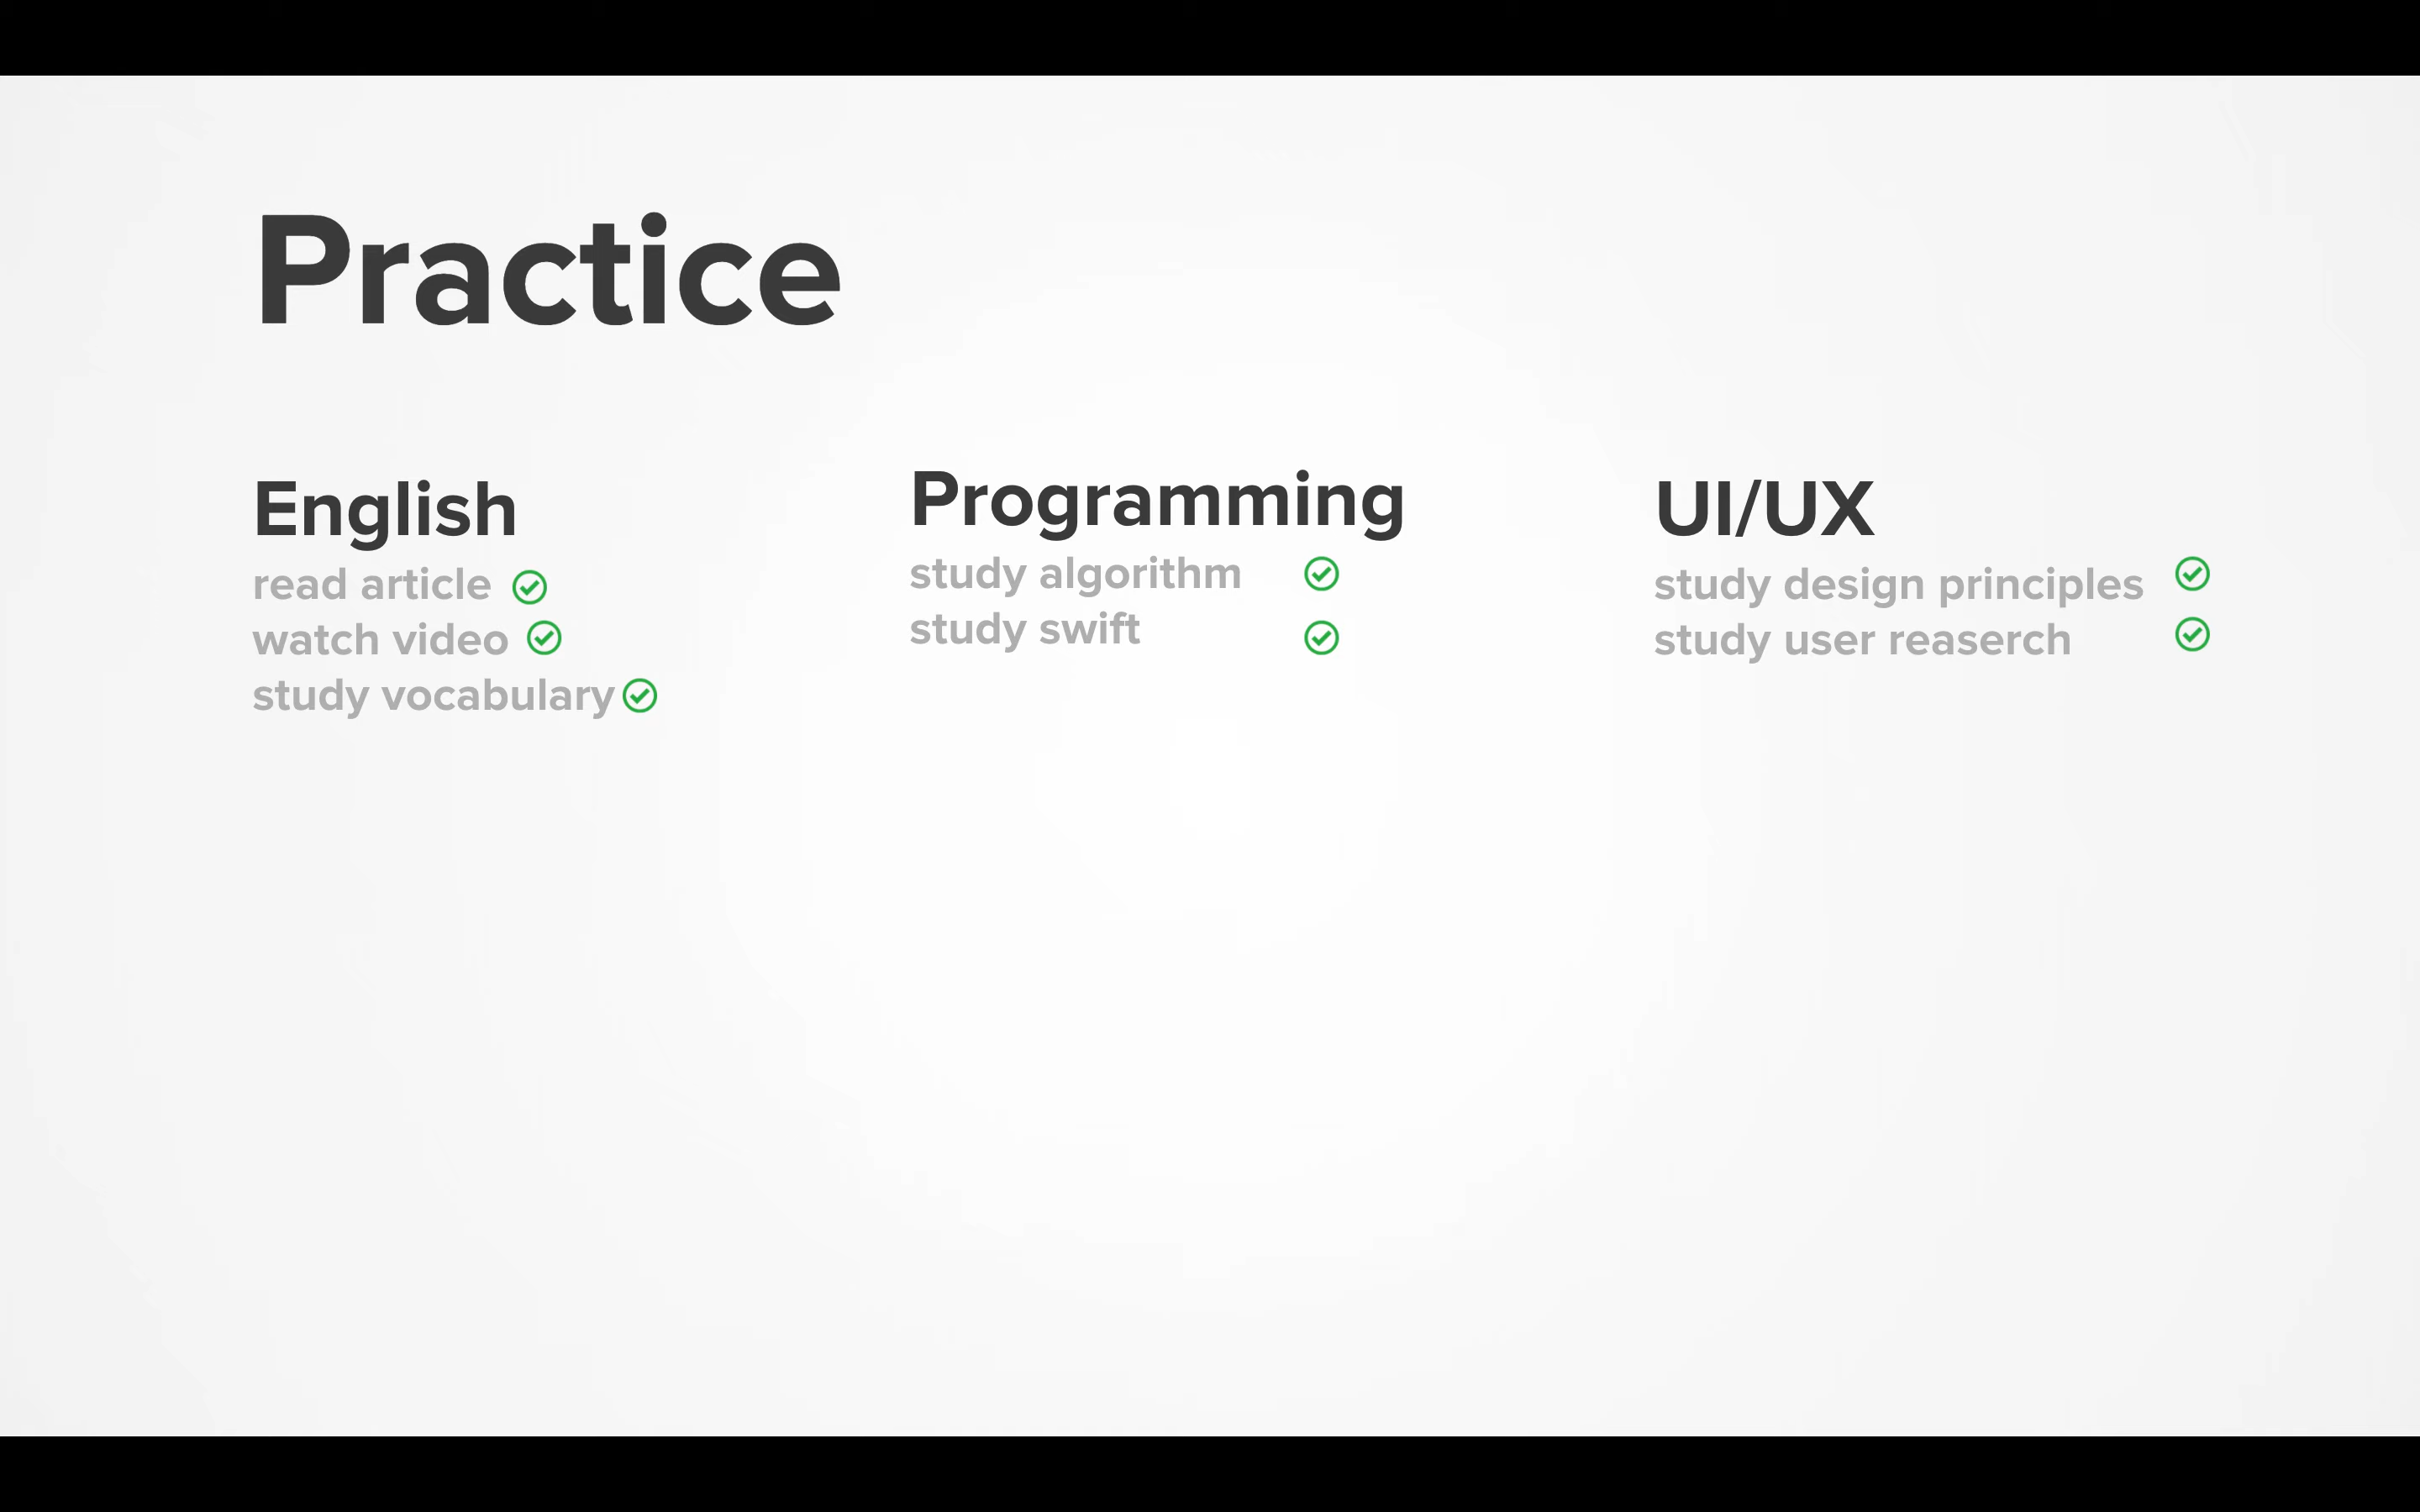 Practice
English
read article
watch video
study vocabulary
Programming
study algorithm
study swift
UI/UX
study design principles
study user reaserch